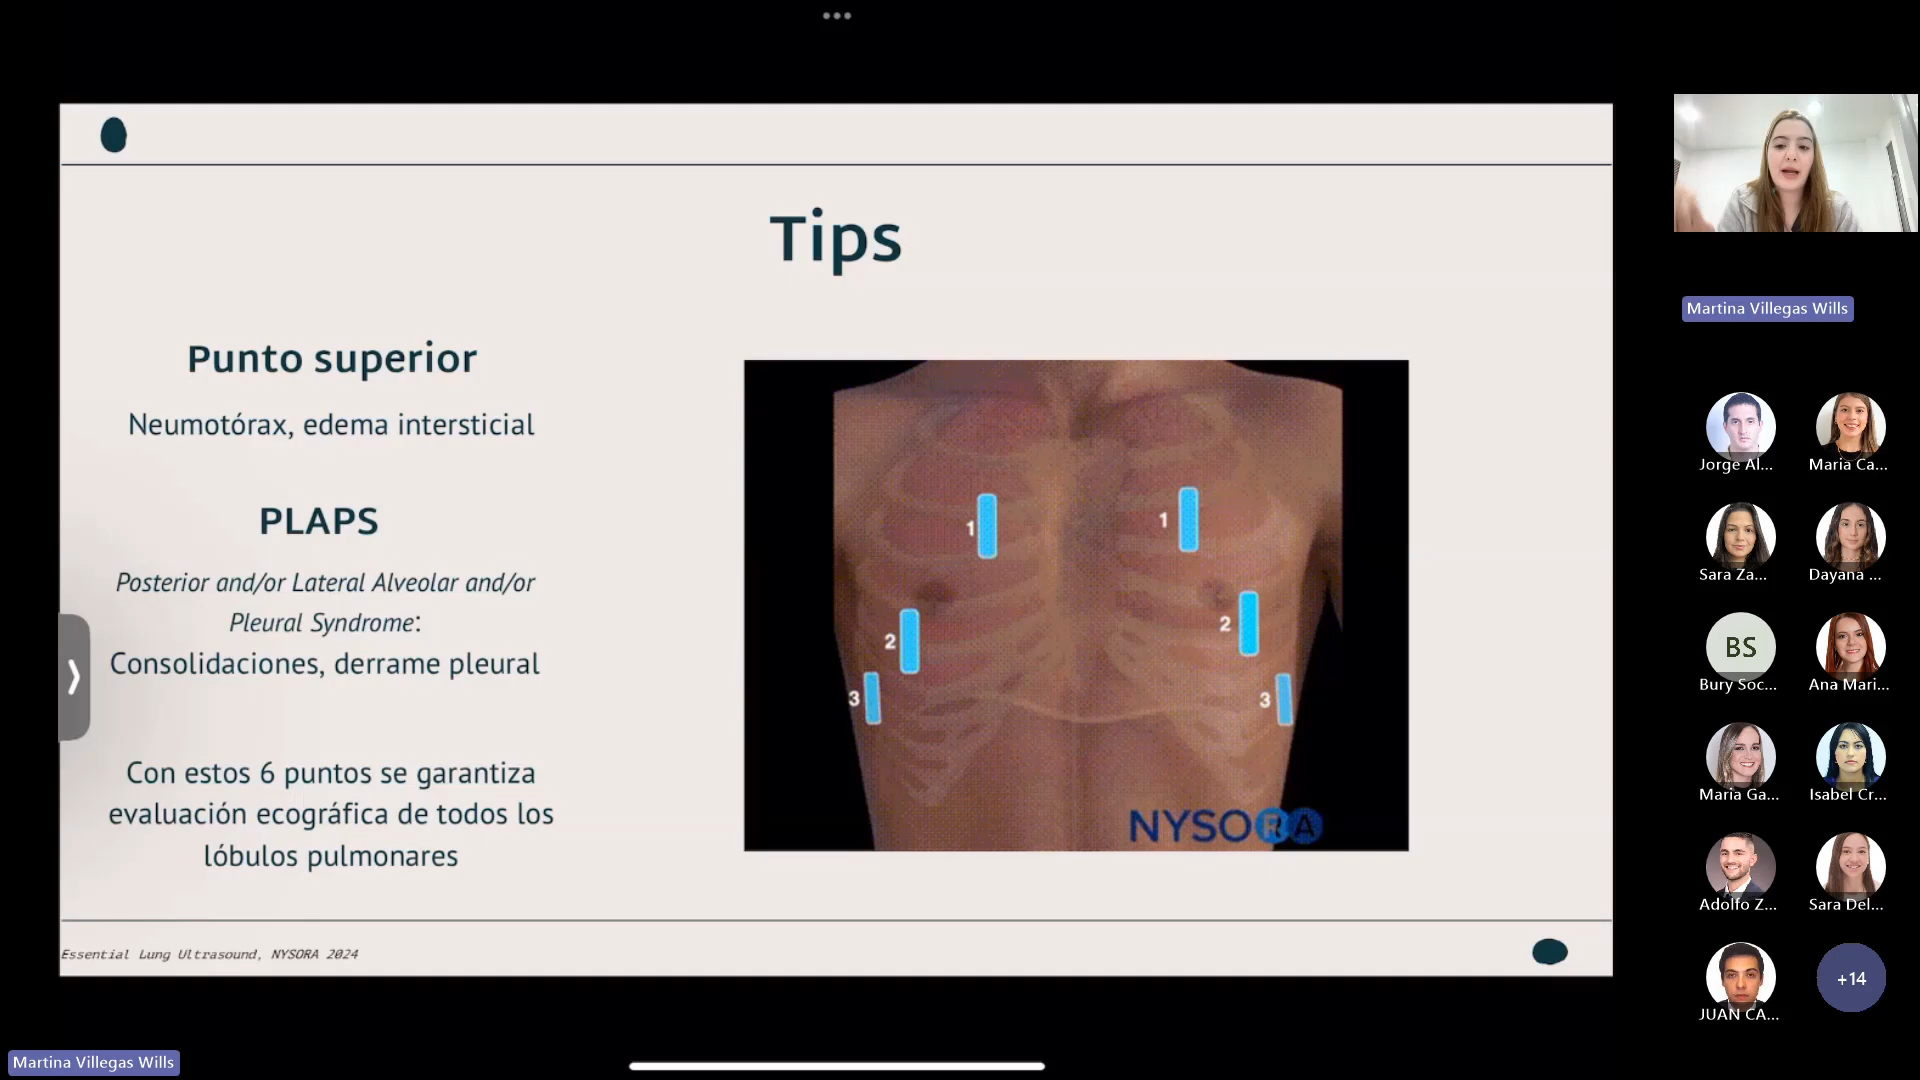 Tips
Punto superior
Neumotórax, edema intersticial
PLAPS
Posterior and/or Lateral Alveolar and/or
Pleural Syndrome:
Consolidaciones, derrame pleural
Con estos 6 puntos se garantiza
evaluación ecográfica de todos los
lóbulos pulmonares
1
1
2
2
3
3
NYSORA
Essential Lung Ultrasound, NYSORA 2024
Martina Villegas Wills
Martina Villegas Wills
Jorge Al...
Maria Ca...
Sara Za...
Dayana ...
BS
Bury Soc...
Ana Mari...
Maria Ga...
Isabel Cr...
Adolfo Z...
Sara Del...
JUAN CA...
+14